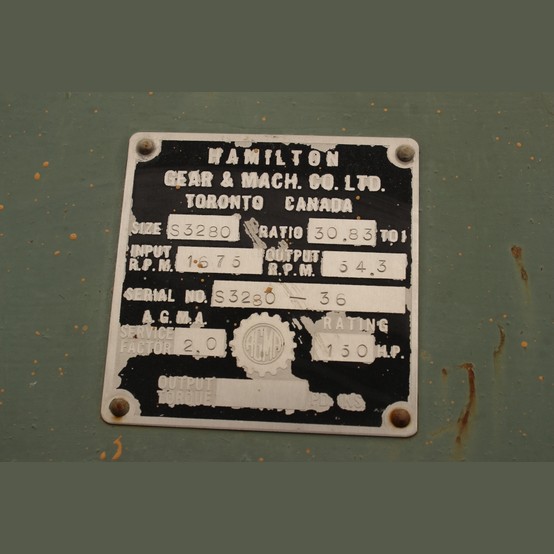 HAMILTON
GEAR & MACH. CO. LTD.
TORONTO CANADA
SIZE S3280 RATIO 30.83 TO 1
INPUT R.P.M. 1675 OUTPUT R.P.M. 54.3
SERIAL NO. S3280 — 36
A.G.M.A. SERVICE FACTOR 2.0
AGMA
RATING 150 H.P.
OUTPUT TORQUE